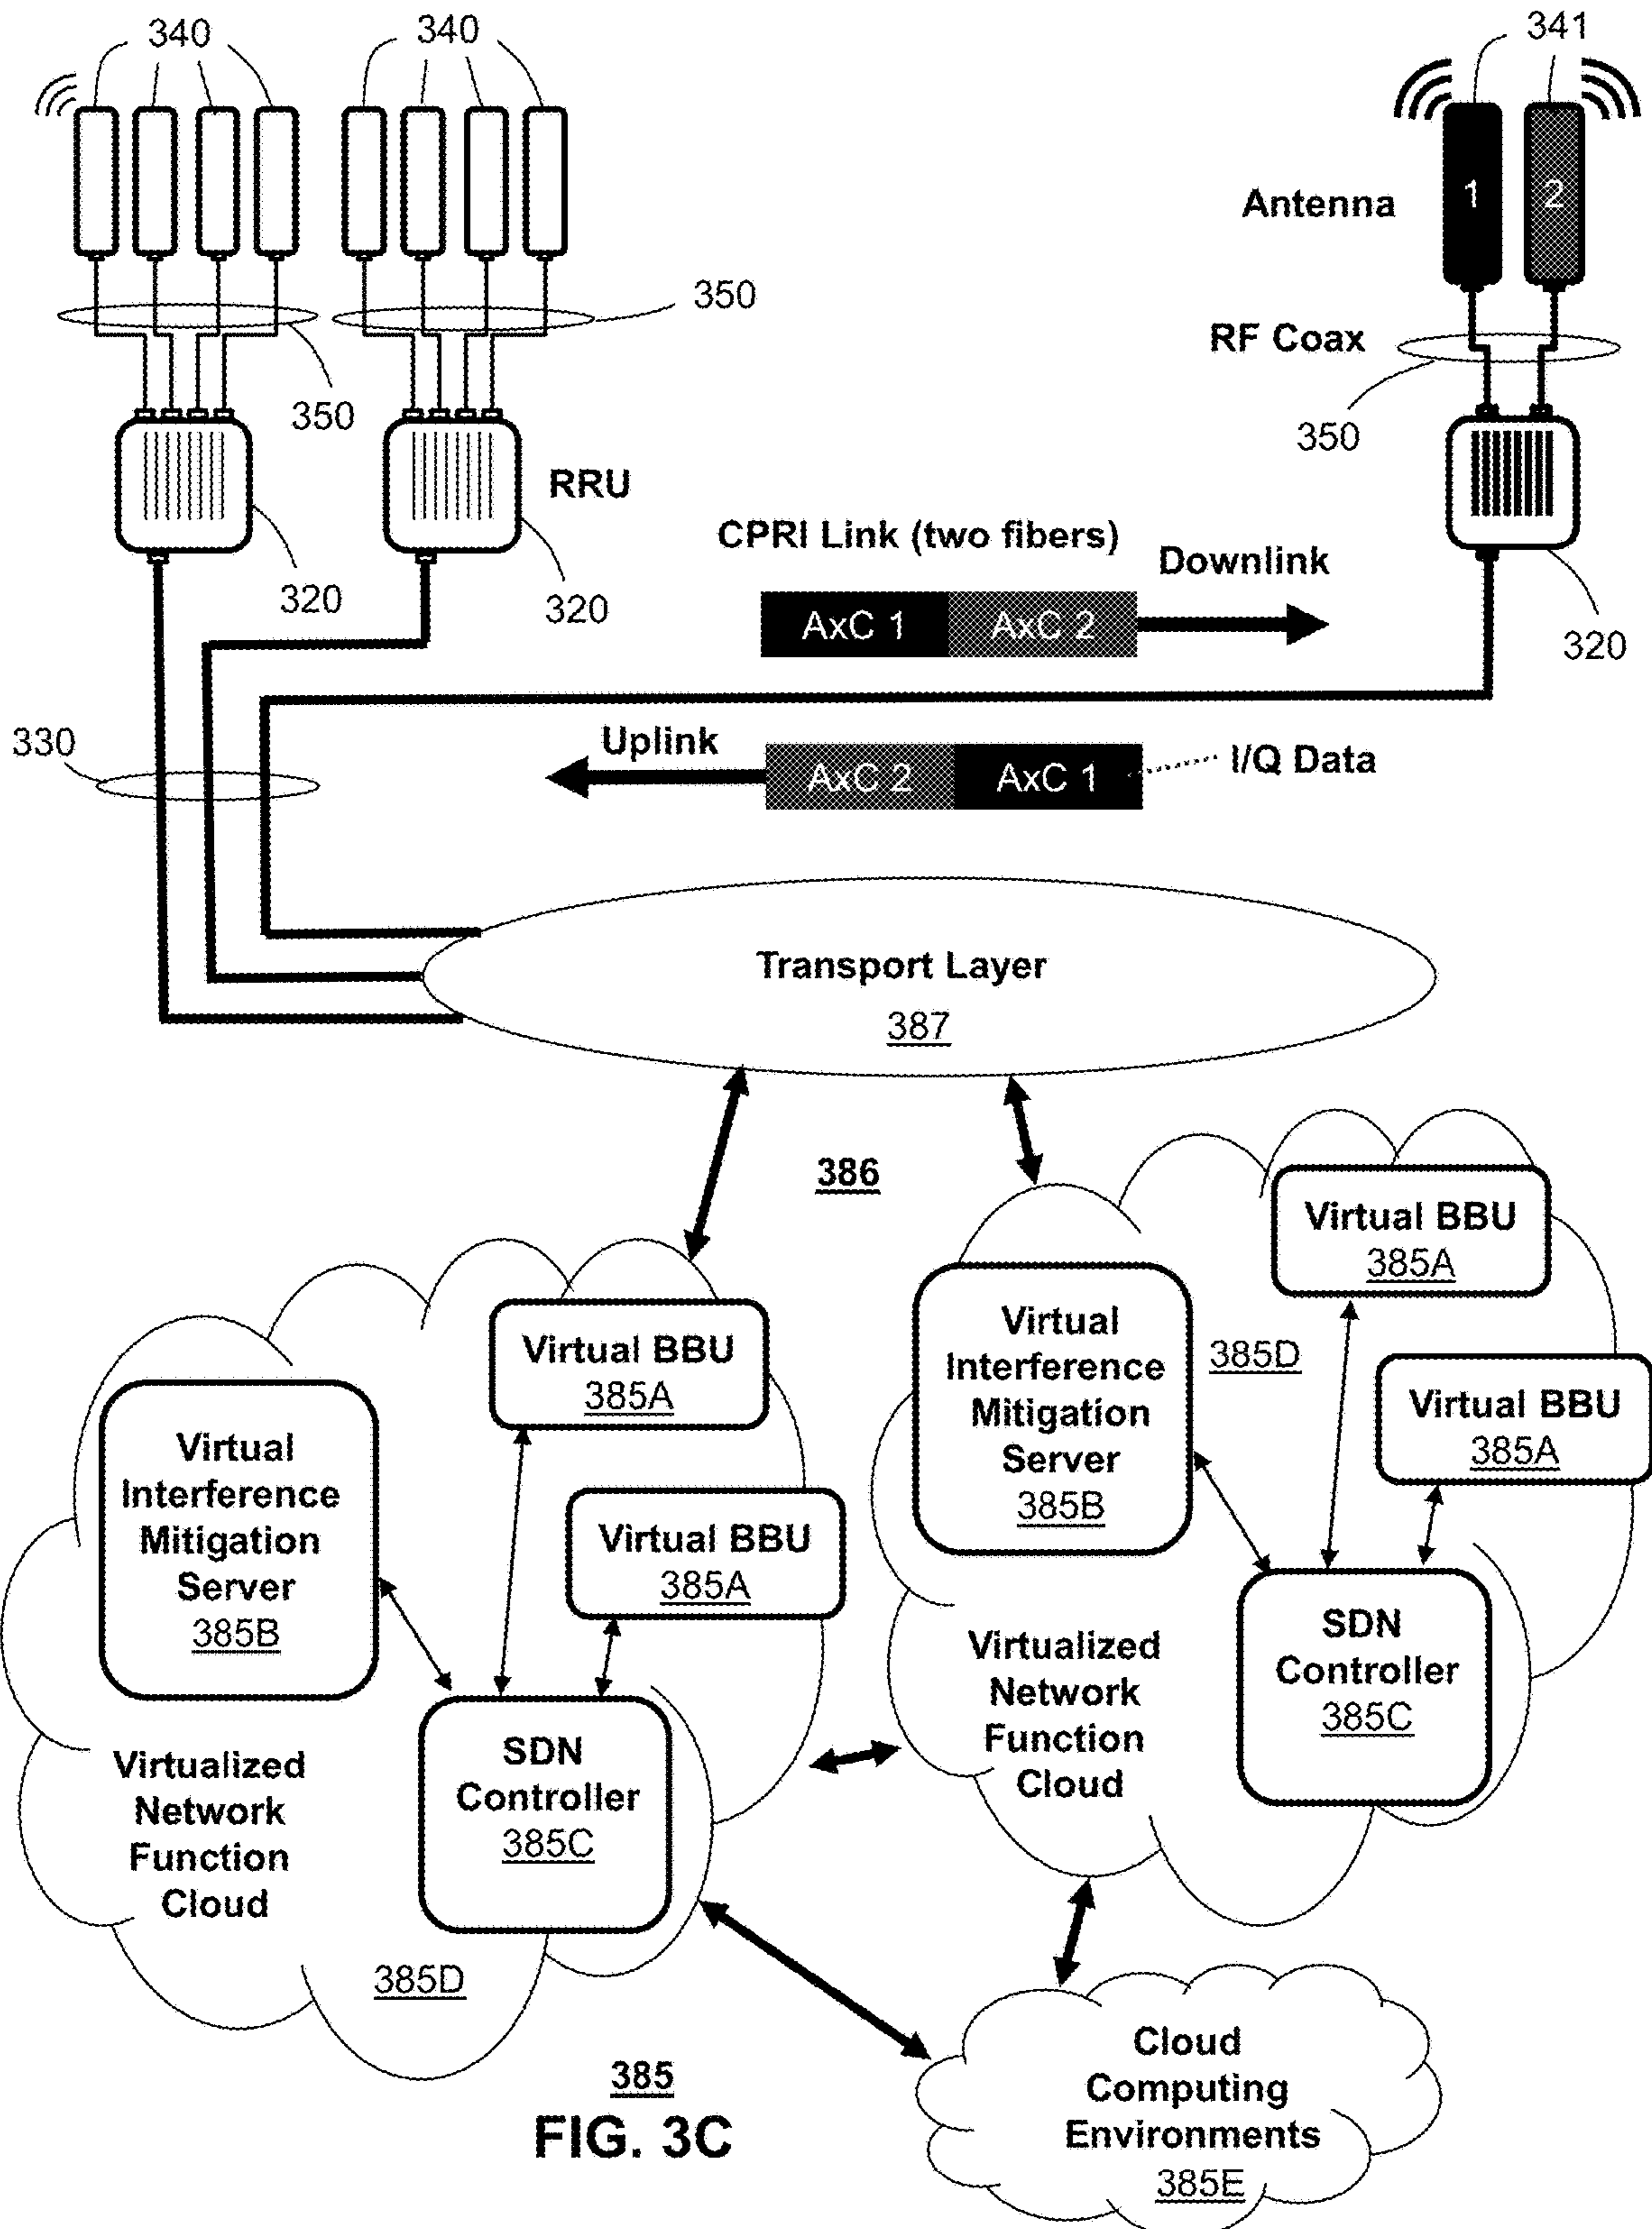 340
340
341
1
2
Antenna
350
RF Coax
350
350
RRU
CPRI Link (two fibers)
Downlink
320
320
AxC 1
AxC 2
320
330
Uplink
AxC 2
AxC 1
I/Q Data
Transport Layer
387
386
Virtual BBU
385A
Virtual
Interference
Mitigation
Server
385B
385D
Virtual BBU
385A
SDN
Controller
385C
Virtualized
Network
Function
Cloud
Virtual BBU
385A
Virtual
Interference
Mitigation
Server
385B
Virtual BBU
385A
SDN
Controller
385C
Virtualized
Network
Function
Cloud
385D
Cloud
Computing
Environments
385E
385
FIG. 3C